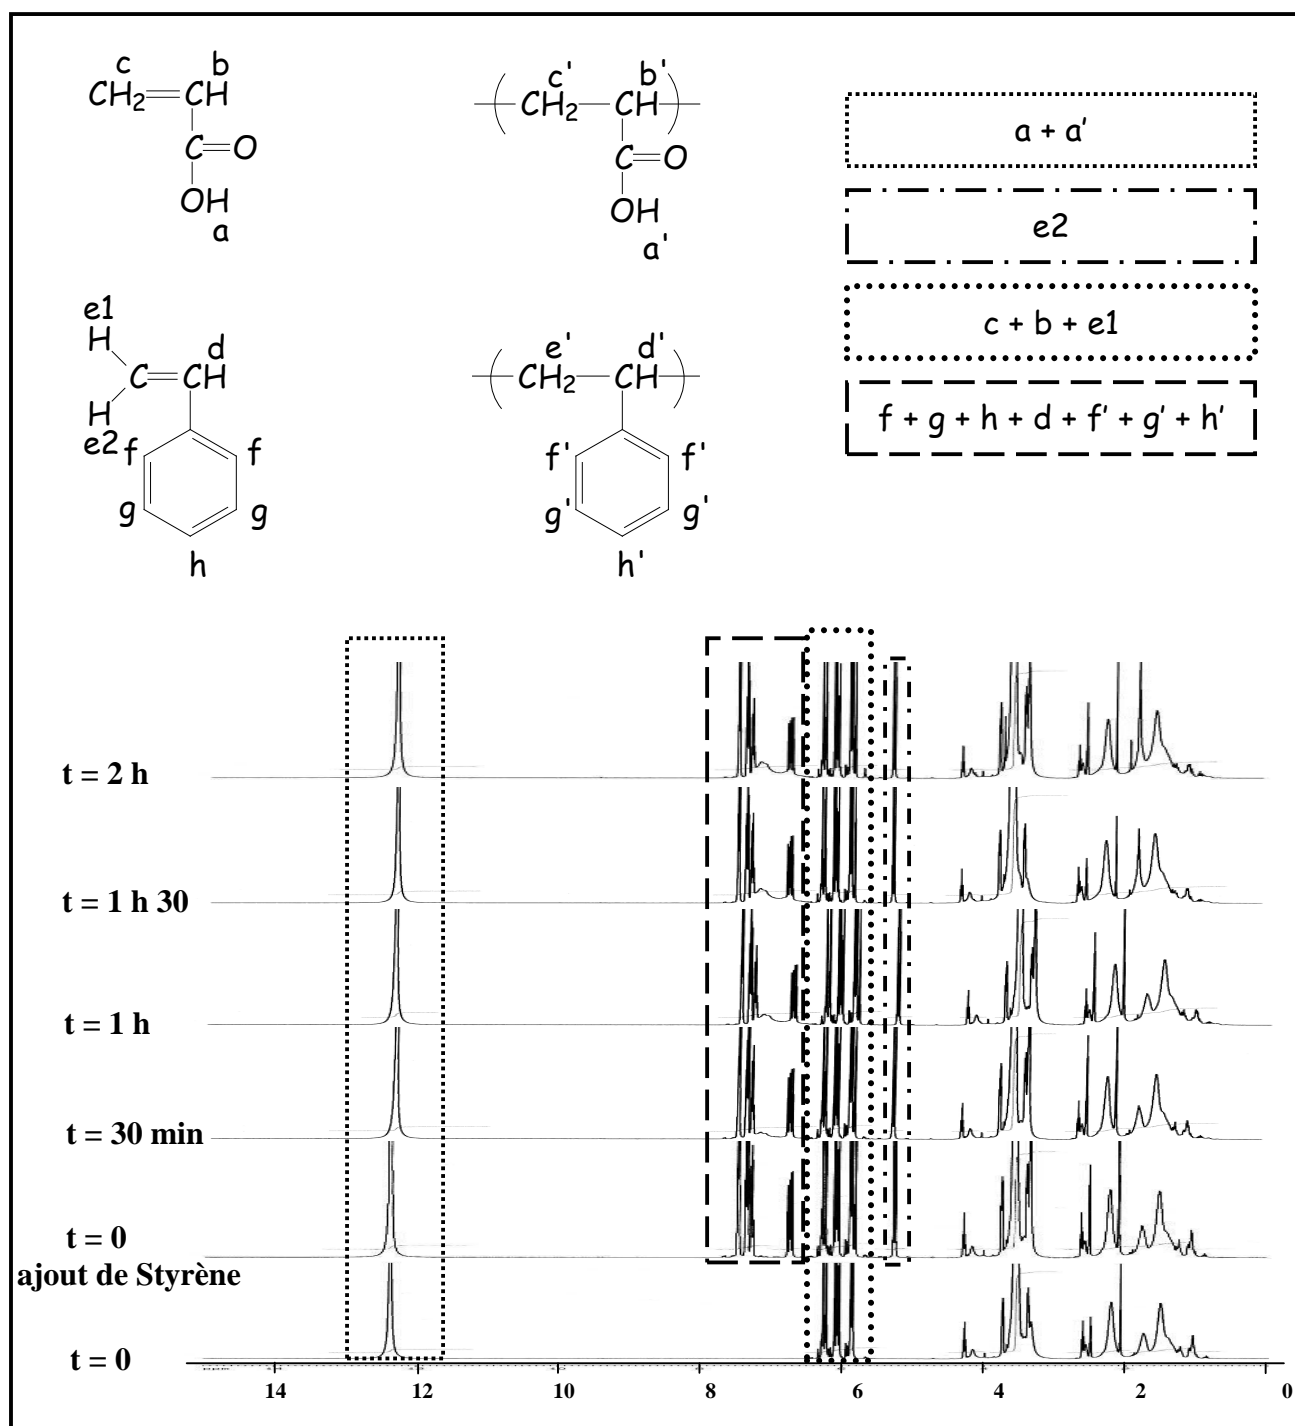 c b
CH2=CH
C=O
OH
a
c' b'
( CH2 CH )
C=O
OH
a'
a + a'
e2
c + b + e1
f + g + h + d + f' + g' + h'
e1
H d
C=CH
H
e2 f f
g g
h
e' d'
( CH2 CH )
f' f'
g' g'
h'
t = 2 h
t = 1 h 30
t = 1 h
t = 30 min
t = 0
ajout de Styrène
t = 0
14 12 10 8 6 4 2 0